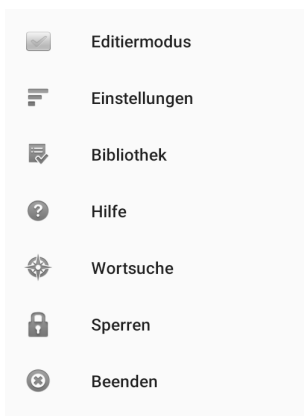 Editiermodus
Einstellungen
Bibliothek
Hilfe
Wortsuche
Sperren
Beenden